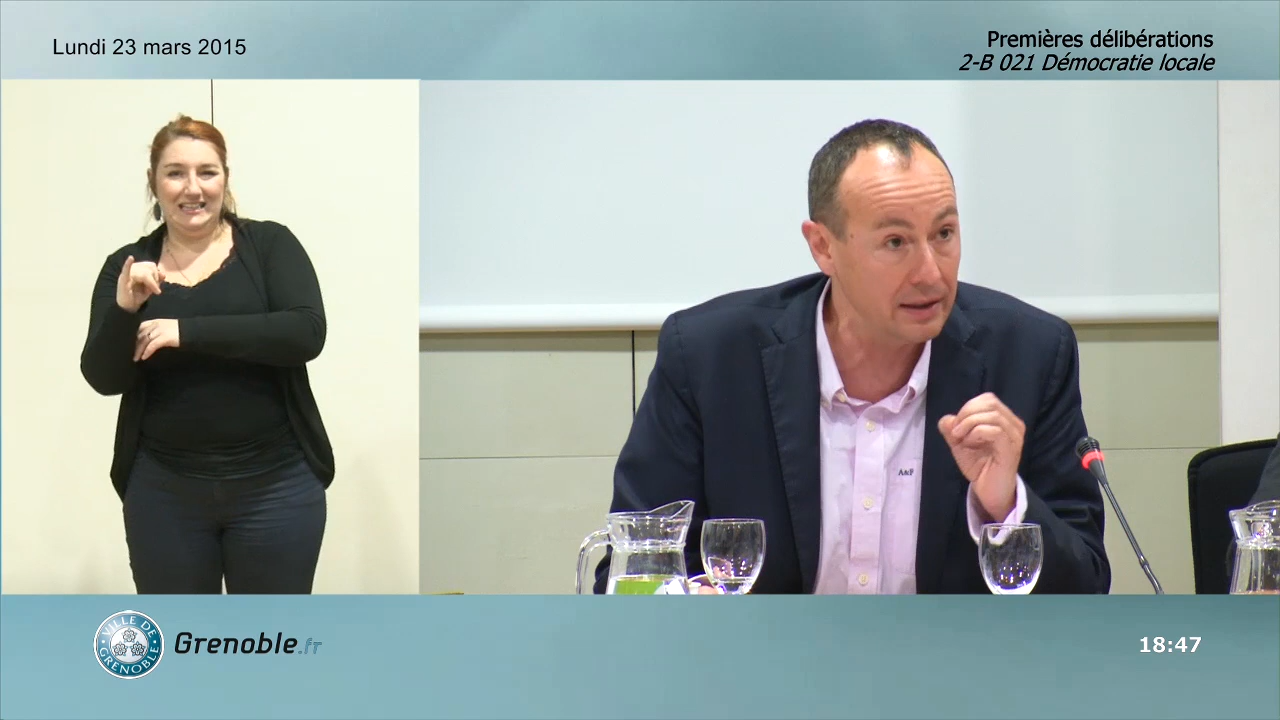 Lundi 23 mars 2015
Premières délibérations
2-B 021 Démocratie locale
A&F
VILLE DE
GRENOBLE
Grenoble.fr
18:47